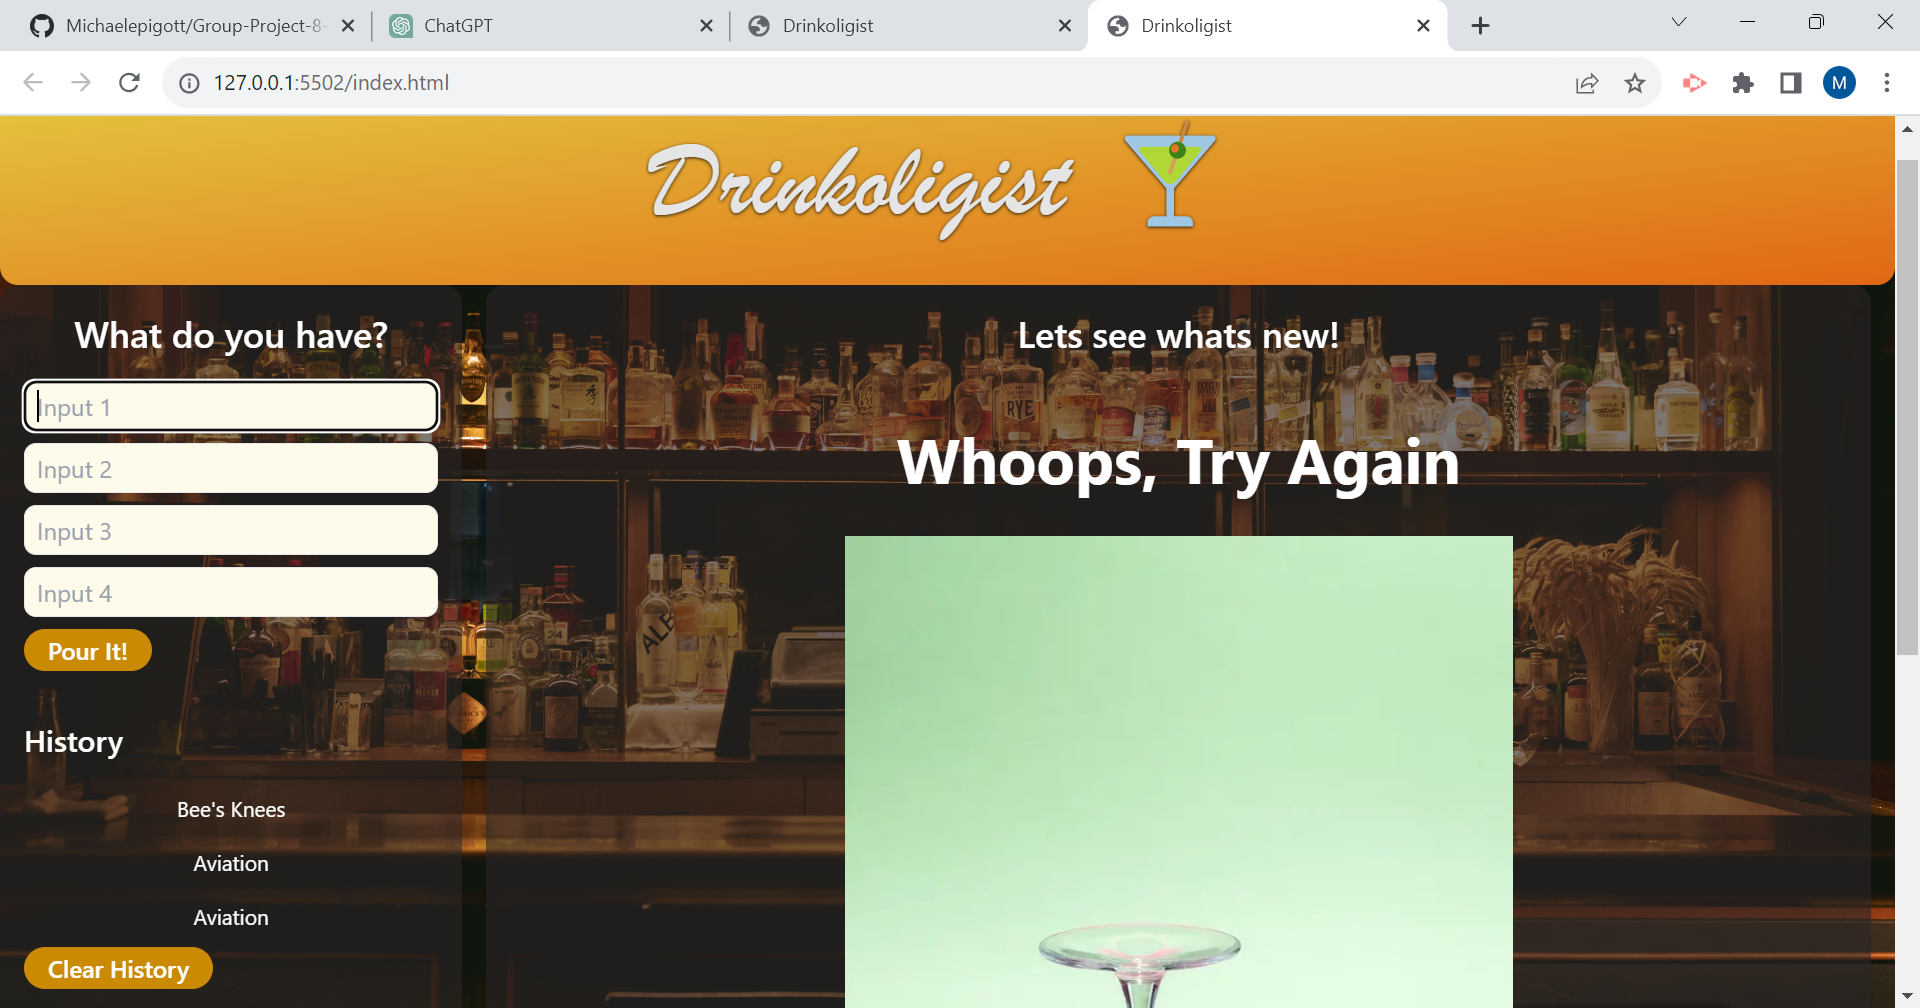 Michaelepigott/Group-Project-8-
ChatGPT
Drinkoligist
Drinkoligist
127.0.0.1:5502/index.html
M
Drinkoligist
What do you have?
Input 1
Input 2
Input 3
Input 4
Pour It!
History
Bee's Knees
Aviation
Aviation
Clear History
Lets see whats new!
RYE
ALE
Whoops, Try Again